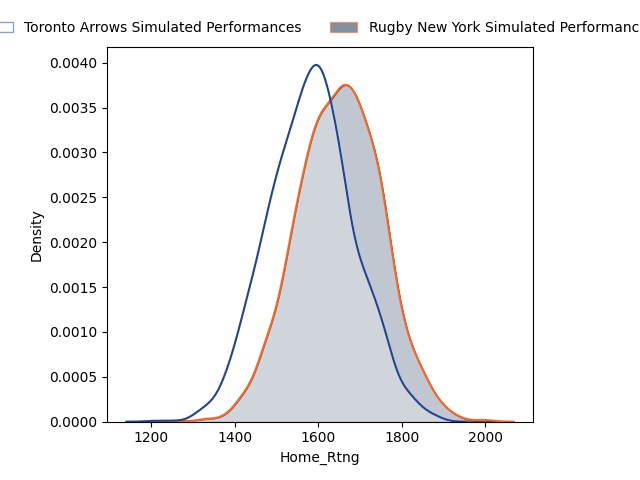 Toronto Arrows Simulated Performances Rugby New York Simulated Performanc
0.0040
0.0035
0.0030
0.0025
0.0020
0.0015
0.0010
0.0005
0.0000
Density
1200 1400 1600 1800 2000
Home_Rtng